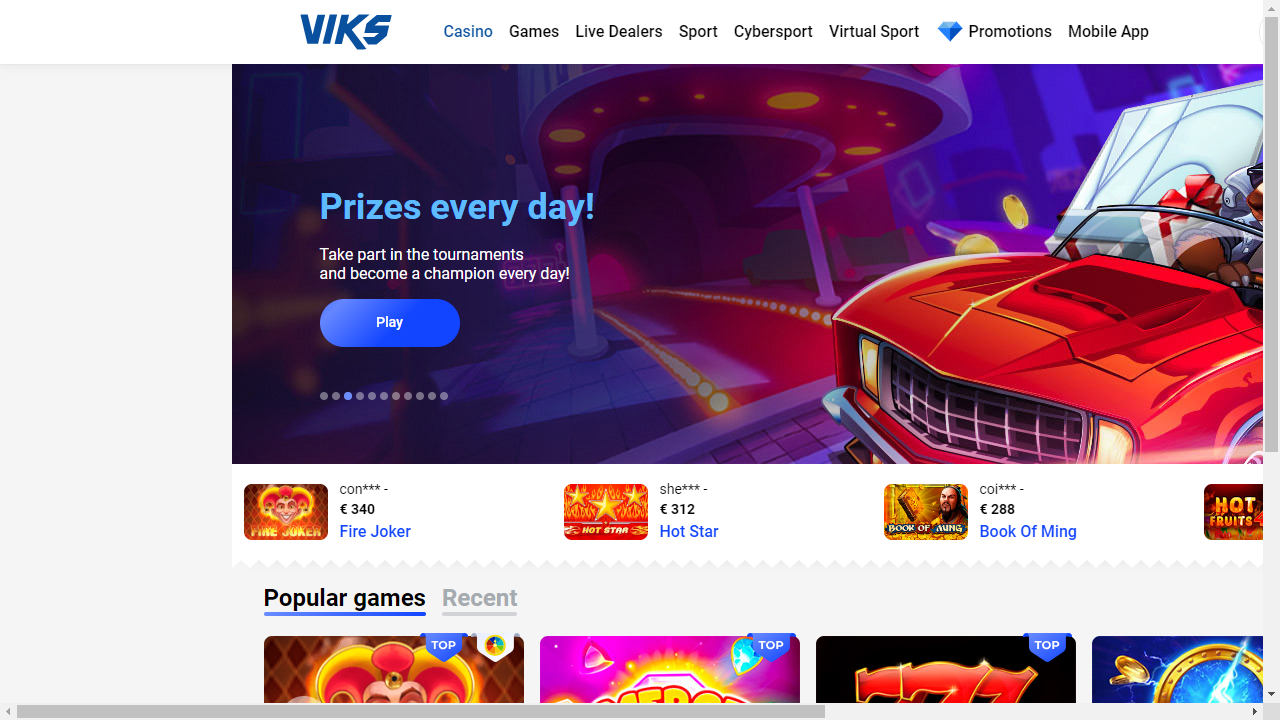 VIKS
Casino Games Live Dealers Sport Cybersport Virtual Sport Promotions Mobile App
Prizes every day!
Take part in the tournaments
and become a champion every day!
Play
con*** -
€ 340
Fire Joker
FIRE JOKER
she*** -
€ 312
Hot Star
HOT STAR
coi*** -
€ 288
Book Of Ming
BOOK OF MING
HOT
FRUITS
Popular games Recent
TOP
TOP
TOP
777